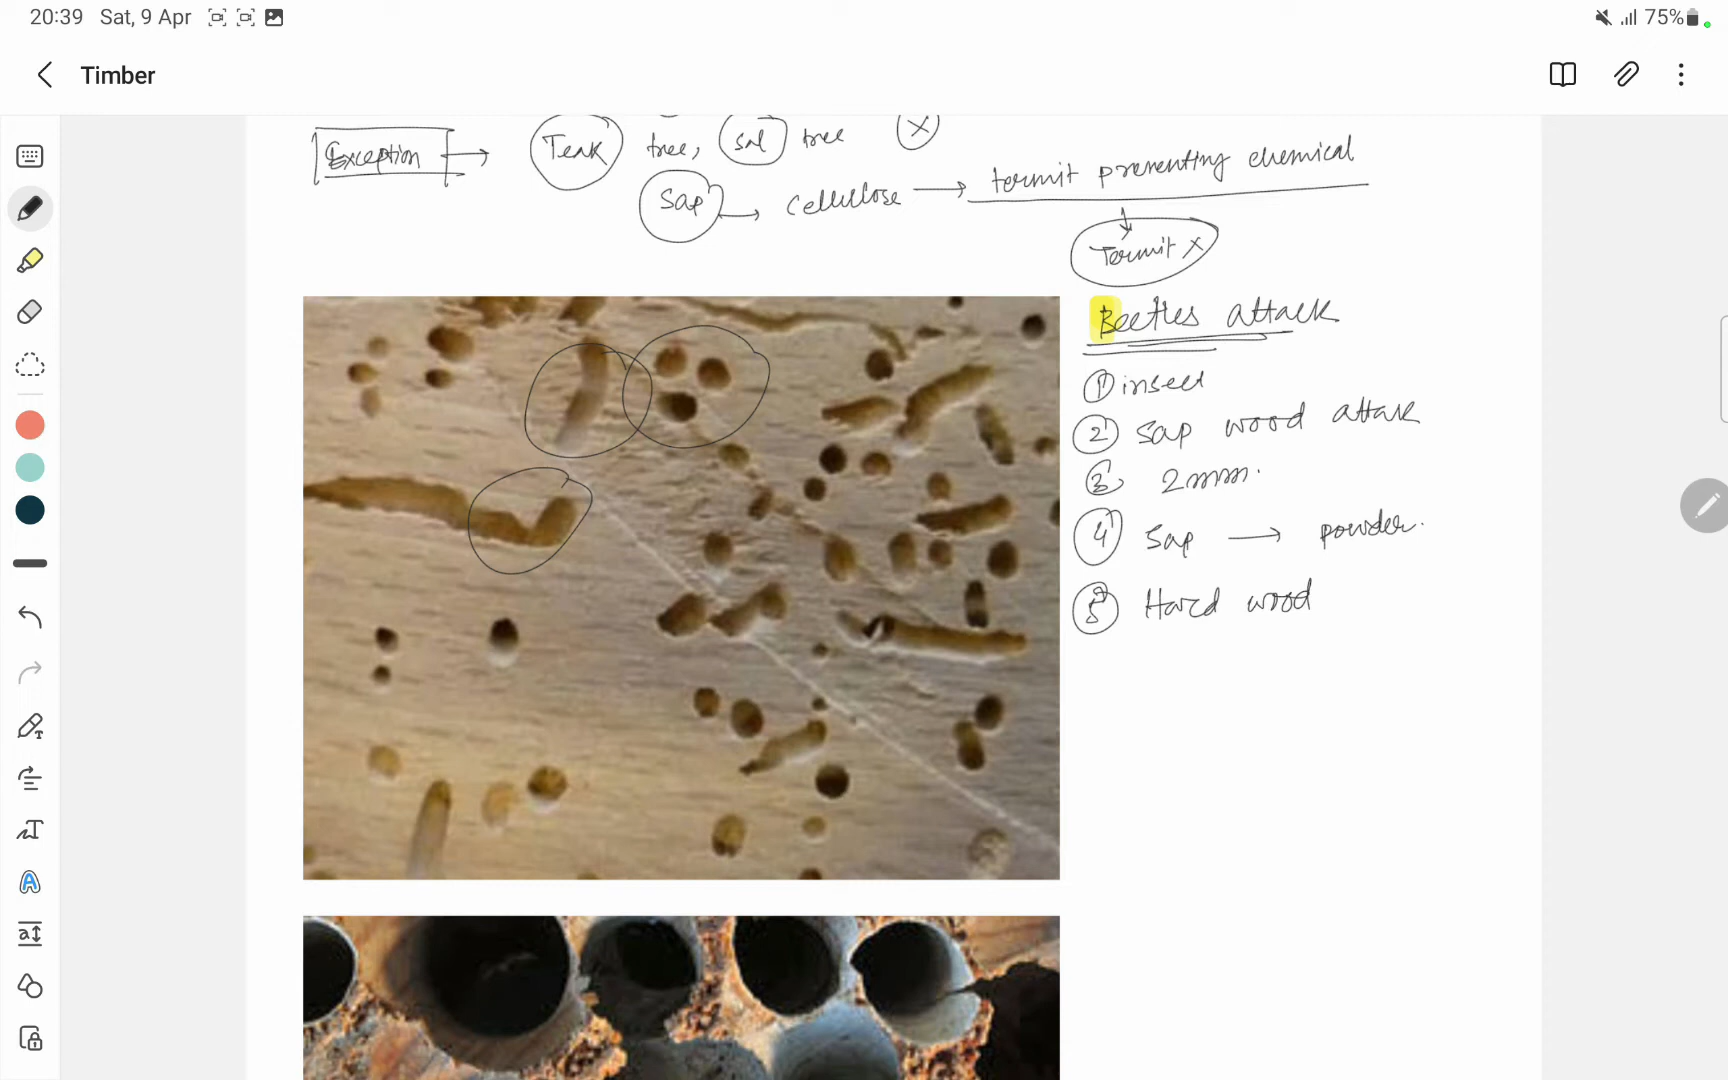 20:39 Sat, 9 Apr 75%
Timber
Exception → Teak tree, Sal tree X
Sap → cellulose → termit preventing chemical
Termit X
Beetles attack
① insect
② Sap wood attak
③ 2mm.
④ Sap → powder.
⑤ Hard wood